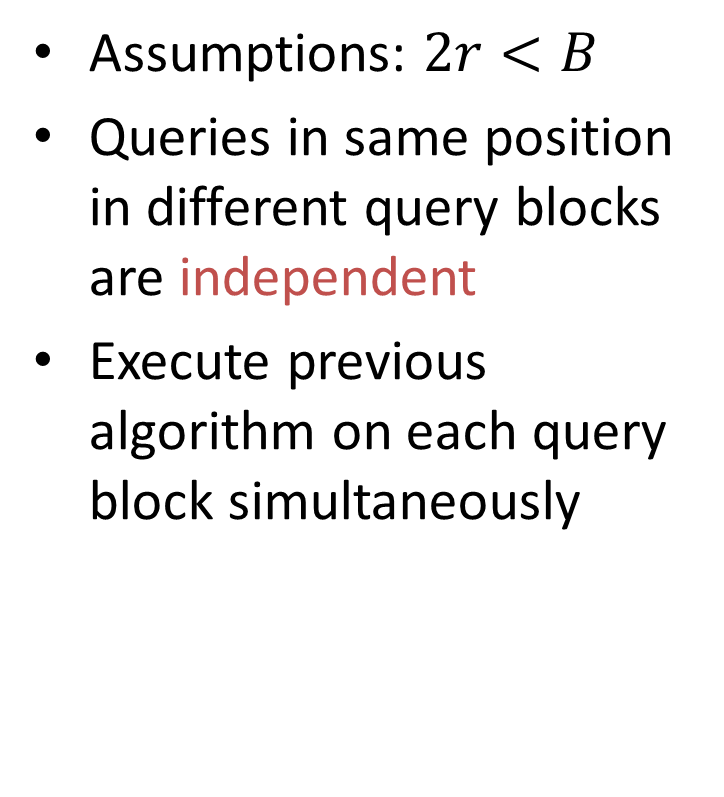 • Assumptions: 2r < B
• Queries in same position
in different query blocks
are independent
• Execute previous
algorithm on each query
block simultaneously